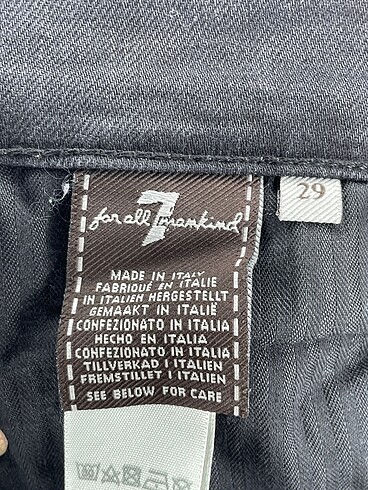 7
for all mankind
29
MADE IN ITALY
FABRIQUÉ EN ITALIE
IN ITALIEN HERGESTELLT
GEMAAKT IN ITALIË
CONFEZIONATO IN ITALIA
HECHO EN ITALIA
CONFEZIONATO IN ITALIA
TILLVERKAD I ITALIEN
FREMSTILLET I ITALIEN
SEE BELOW FOR CARE